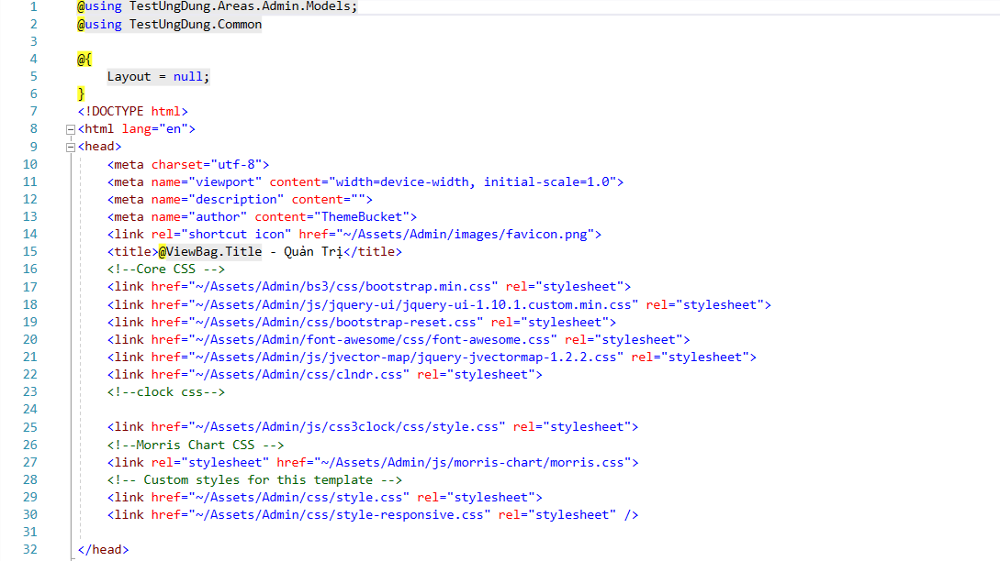 1 @using TestUngDung.Areas.Admin.Models;
2 @using TestUngDung.Common
3
4 @{
5     Layout = null;
6 }
7 <!DOCTYPE html>
8 <html lang="en">
9 <head>
10     <meta charset="utf-8">
11     <meta name="viewport" content="width=device-width, initial-scale=1.0">
12     <meta name="description" content="">
13     <meta name="author" content="ThemeBucket">
14     <link rel="shortcut icon" href="~/Assets/Admin/images/favicon.png">
15     <title>@ViewBag.Title - Quản Trị</title>
16     <!--Core CSS -->
17     <link href="~/Assets/Admin/bs3/css/bootstrap.min.css" rel="stylesheet">
18     <link href="~/Assets/Admin/js/jquery-ui/jquery-ui-1.10.1.custom.min.css" rel="stylesheet">
19     <link href="~/Assets/Admin/css/bootstrap-reset.css" rel="stylesheet">
20     <link href="~/Assets/Admin/font-awesome/css/font-awesome.css" rel="stylesheet">
21     <link href="~/Assets/Admin/js/jvector-map/jquery-jvectormap-1.2.2.css" rel="stylesheet">
22     <link href="~/Assets/Admin/css/clndr.css" rel="stylesheet">
23     <!--clock css-->
24
25     <link href="~/Assets/Admin/js/css3clock/css/style.css" rel="stylesheet">
26     <!--Morris Chart CSS -->
27     <link rel="stylesheet" href="~/Assets/Admin/js/morris-chart/morris.css">
28     <!-- Custom styles for this template -->
29     <link href="~/Assets/Admin/css/style.css" rel="stylesheet">
30     <link href="~/Assets/Admin/css/style-responsive.css" rel="stylesheet" />
31
32 </head>